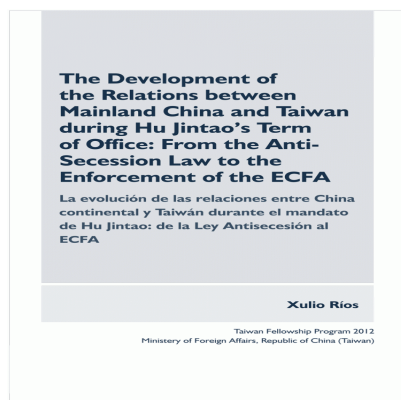 The Development of
the Relations between
Mainland China and Taiwan
during Hu Jintao's Term
of Office: From the Anti-
Secession Law to the
Enforcement of the ECFA
La evolución de las relaciones entre China
continental y Taiwán durante el mandato
de Hu Jintao: de la Ley Antisecesión al
ECFA
Xulio Ríos
Taiwan Fellowship Program 2012
Ministry of Foreign Affairs, Republic of China (Taiwan)